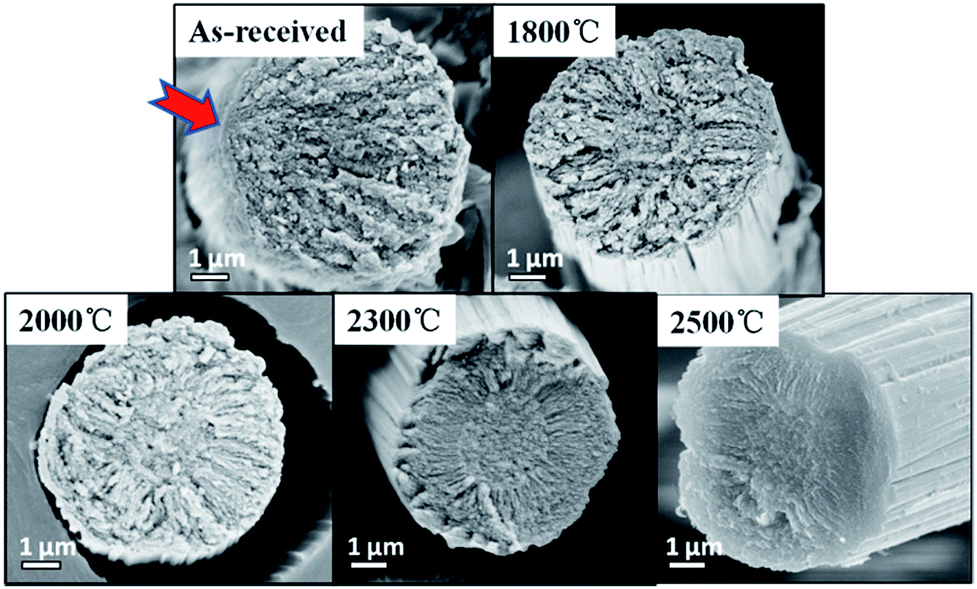 As-received
1800℃
1 µm
1 µm
2000℃
2300℃
2500℃
1 µm
1 µm
1 µm